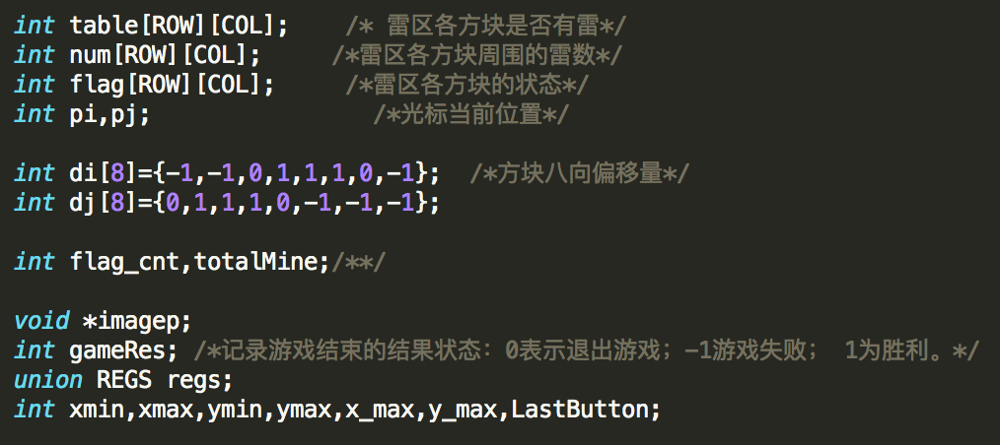 int table[ROW][COL];    /* 雷区各方块是否有雷*/
int num[ROW][COL];     /*雷区各方块周围的雷数*/
int flag[ROW][COL];     /*雷区各方块的状态*/
int pi,pj;                /*光标当前位置*/
int di[8]={-1,-1,0,1,1,1,0,-1};  /*方块八向偏移量*/
int dj[8]={0,1,1,1,0,-1,-1,-1};
int flag_cnt,totalMine;/**/
void *imagep;
int gameRes; /*记录游戏结束的结果状态：0表示退出游戏；-1游戏失败； 1为胜利。*/
union REGS regs;
int xmin,xmax,ymin,ymax,x_max,y_max,LastButton;